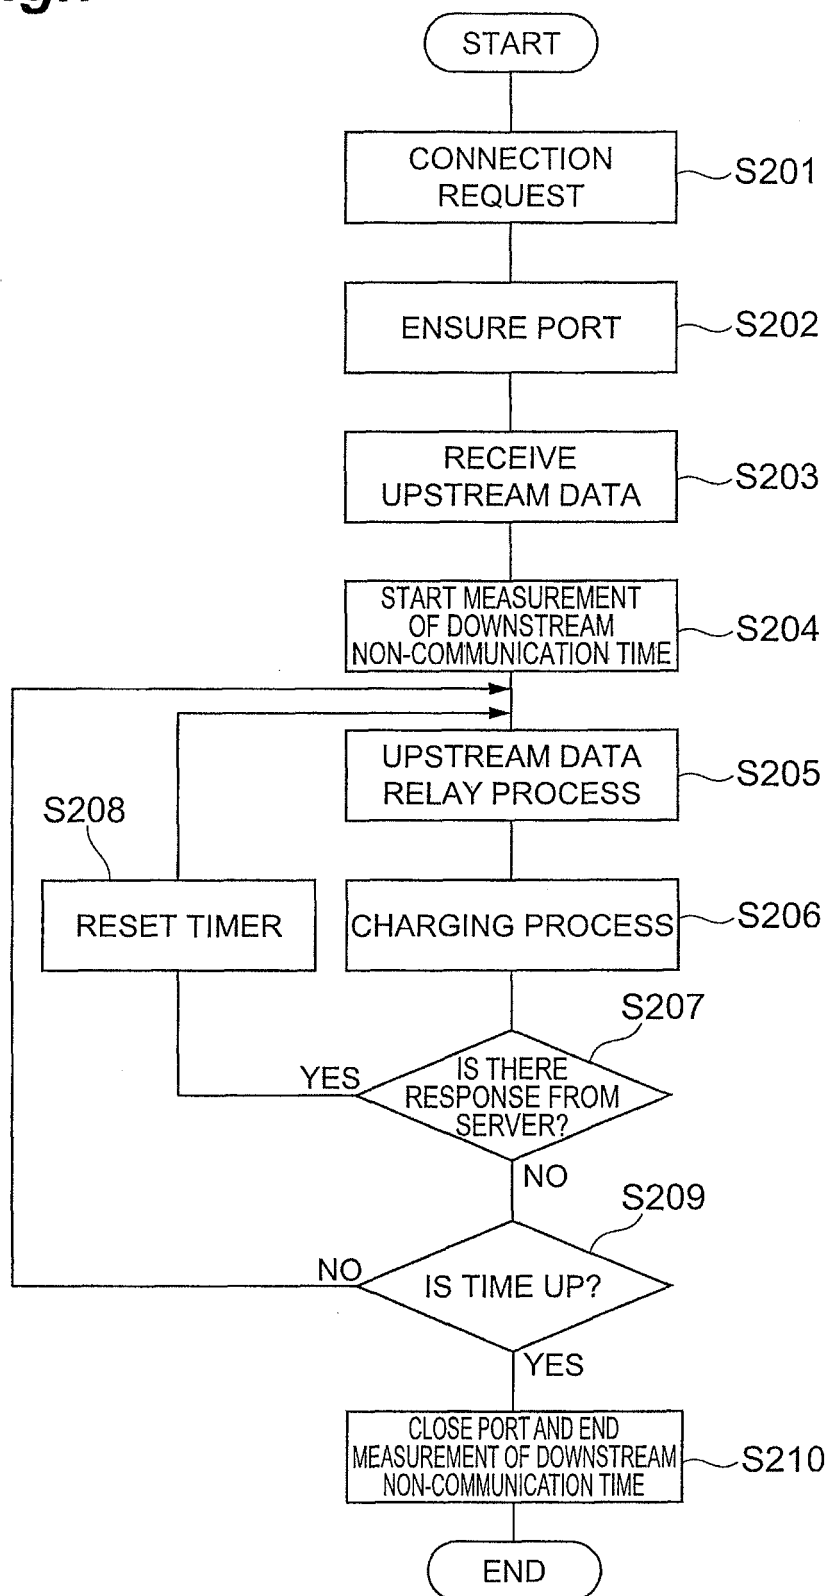 START
CONNECTION
REQUEST
S201
ENSURE PORT
S202
RECEIVE
UPSTREAM DATA
S203
START MEASUREMENT
OF DOWNSTREAM
NON-COMMUNICATION TIME
S204
UPSTREAM DATA
RELAY PROCESS
S205
S208
RESET TIMER
CHARGING PROCESS
S206
S207
YES
IS THERE
RESPONSE FROM
SERVER?
NO
S209
NO
IS TIME UP?
YES
CLOSE PORT AND END
MEASUREMENT OF DOWNSTREAM
NON-COMMUNICATION TIME
S210
END